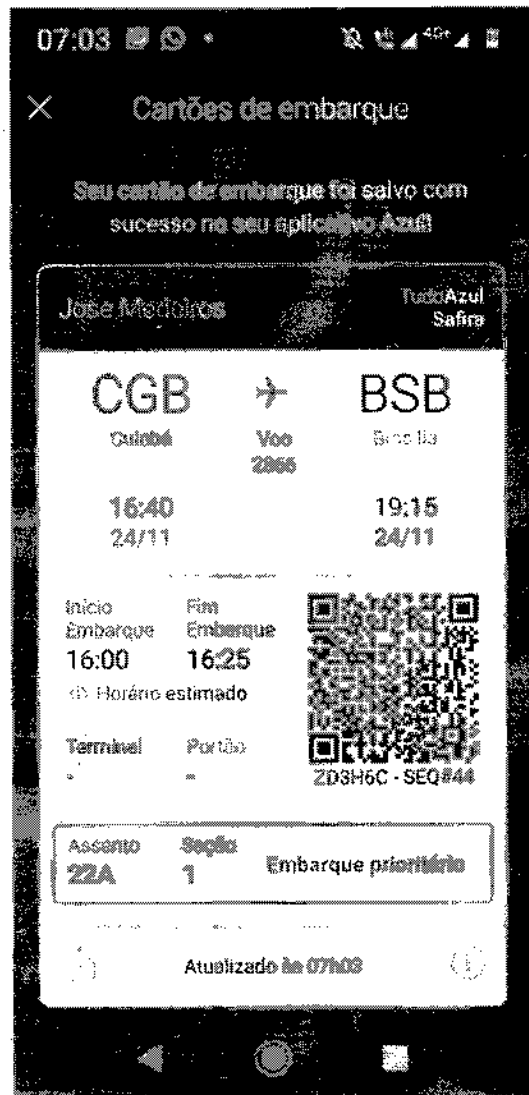 07:03
4G+
Cartões de embarque
Seu cartão de embarque foi salvo com
sucesso no seu aplicativo Azul!
Jose Medeiros
TudoAzul
Safira
CGB
BSB
Cuiabá
Voo
2866
Brasília
16:40
24/11
19:15
24/11
Início
Embarque
Fim
Embarque
16:00
16:25
Horário estimado
Terminal
Portão
-
-
ZD3H6C - SEQ#44
Assento
22A
Seção
1
Embarque prioritário
Atualizado às 07h03